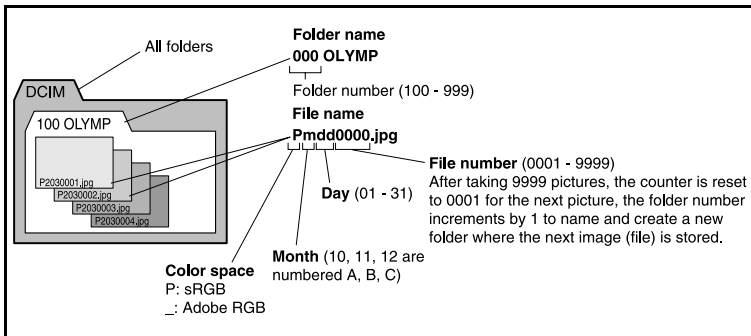 All folders
Folder name
000 OLYMP
Folder number (100 - 999)
DCIM
100 OLYMP
P2030001.jpg
P2030002.jpg
P2030003.jpg
P2030004.jpg
File name
Pmdd0000.jpg
File number (0001 - 9999)
After taking 9999 pictures, the counter is reset
to 0001 for the next picture, the folder number
increments by 1 to name and create a new
folder where the next image (file) is stored.
Day (01 - 31)
Month (10, 11, 12 are
numbered A, B, C)
Color space
P: sRGB
_: Adobe RGB